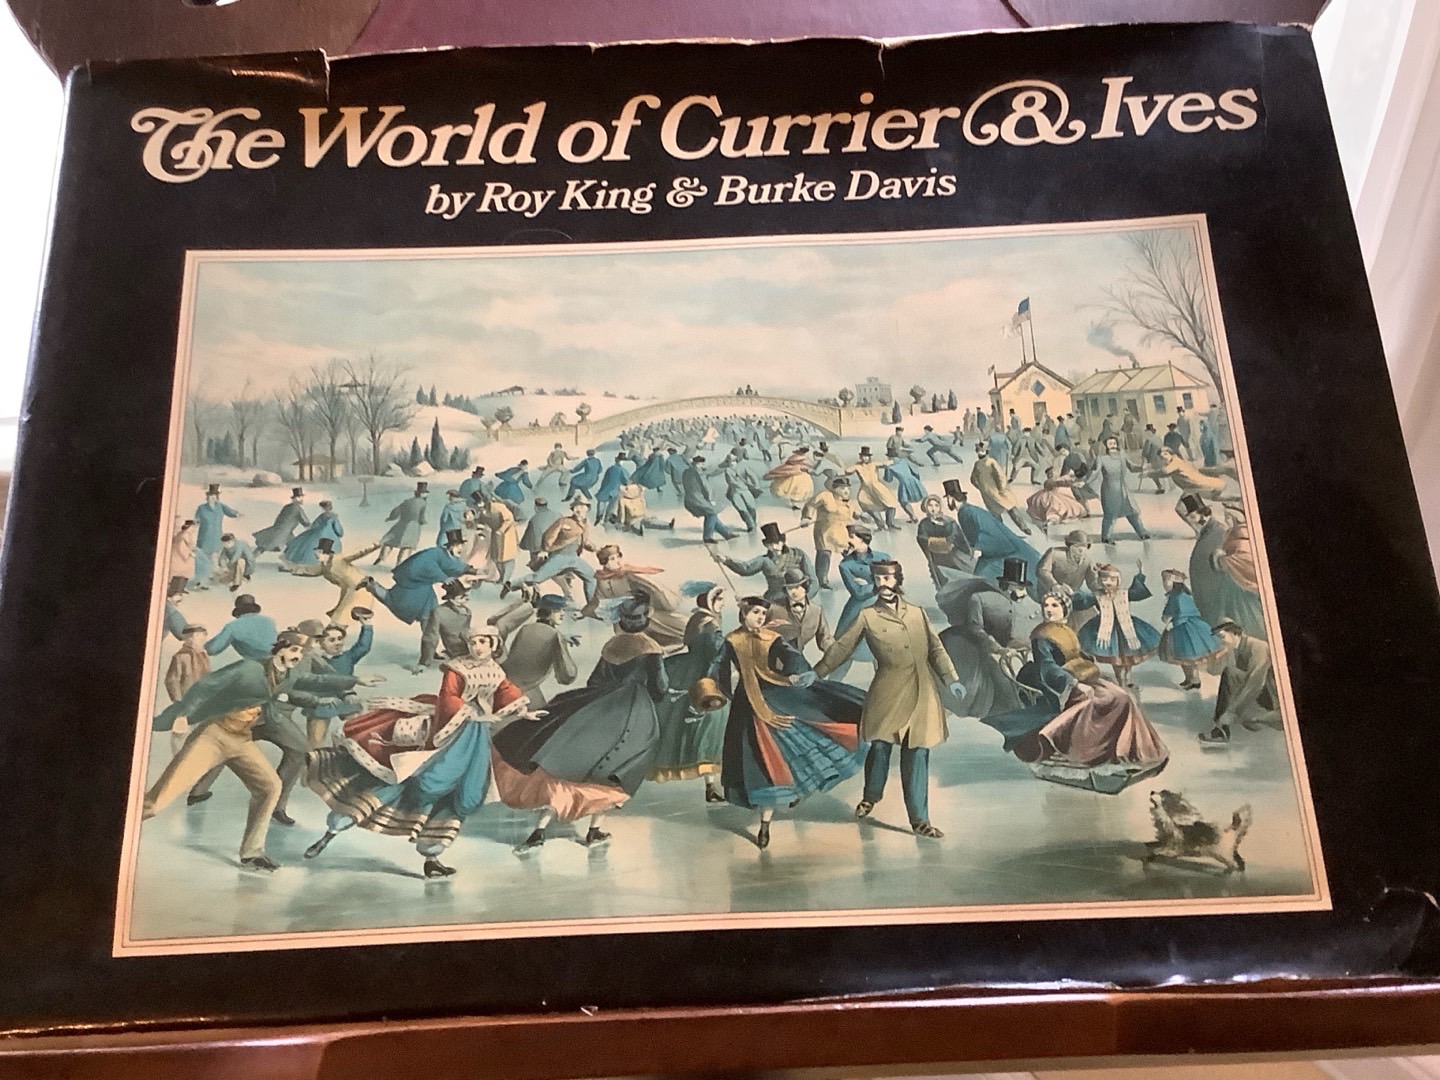 The World of Currier & Ives
by Roy King & Burke Davis